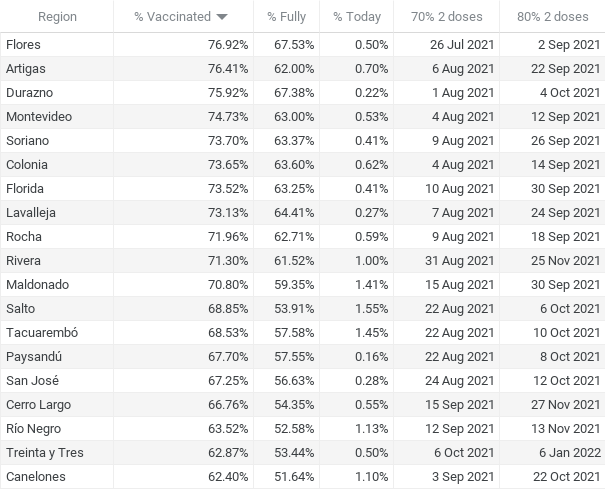 Region % Vaccinated % Fully % Today 70% 2 doses 80% 2 doses
Flores 76.92% 67.53% 0.50% 26 Jul 2021 2 Sep 2021
Artigas 76.41% 62.00% 0.70% 6 Aug 2021 22 Sep 2021
Durazno 75.92% 67.38% 0.22% 1 Aug 2021 4 Oct 2021
Montevideo 74.73% 63.00% 0.53% 4 Aug 2021 12 Sep 2021
Soriano 73.70% 63.37% 0.41% 9 Aug 2021 26 Sep 2021
Colonia 73.65% 63.60% 0.62% 4 Aug 2021 14 Sep 2021
Florida 73.52% 63.25% 0.41% 10 Aug 2021 30 Sep 2021
Lavalleja 73.13% 64.41% 0.27% 7 Aug 2021 24 Sep 2021
Rocha 71.96% 62.71% 0.59% 9 Aug 2021 18 Sep 2021
Rivera 71.30% 61.52% 1.00% 31 Aug 2021 25 Nov 2021
Maldonado 70.80% 59.35% 1.41% 15 Aug 2021 30 Sep 2021
Salto 68.85% 53.91% 1.55% 22 Aug 2021 6 Oct 2021
Tacuarembó 68.53% 57.58% 1.45% 22 Aug 2021 10 Oct 2021
Paysandú 67.70% 57.55% 0.16% 22 Aug 2021 8 Oct 2021
San José 67.25% 56.63% 0.28% 24 Aug 2021 12 Oct 2021
Cerro Largo 66.76% 54.35% 0.55% 15 Sep 2021 27 Nov 2021
Río Negro 63.52% 52.58% 1.13% 12 Sep 2021 13 Nov 2021
Treinta y Tres 62.87% 53.44% 0.50% 6 Oct 2021 6 Jan 2022
Canelones 62.40% 51.64% 1.10% 3 Sep 2021 22 Oct 2021